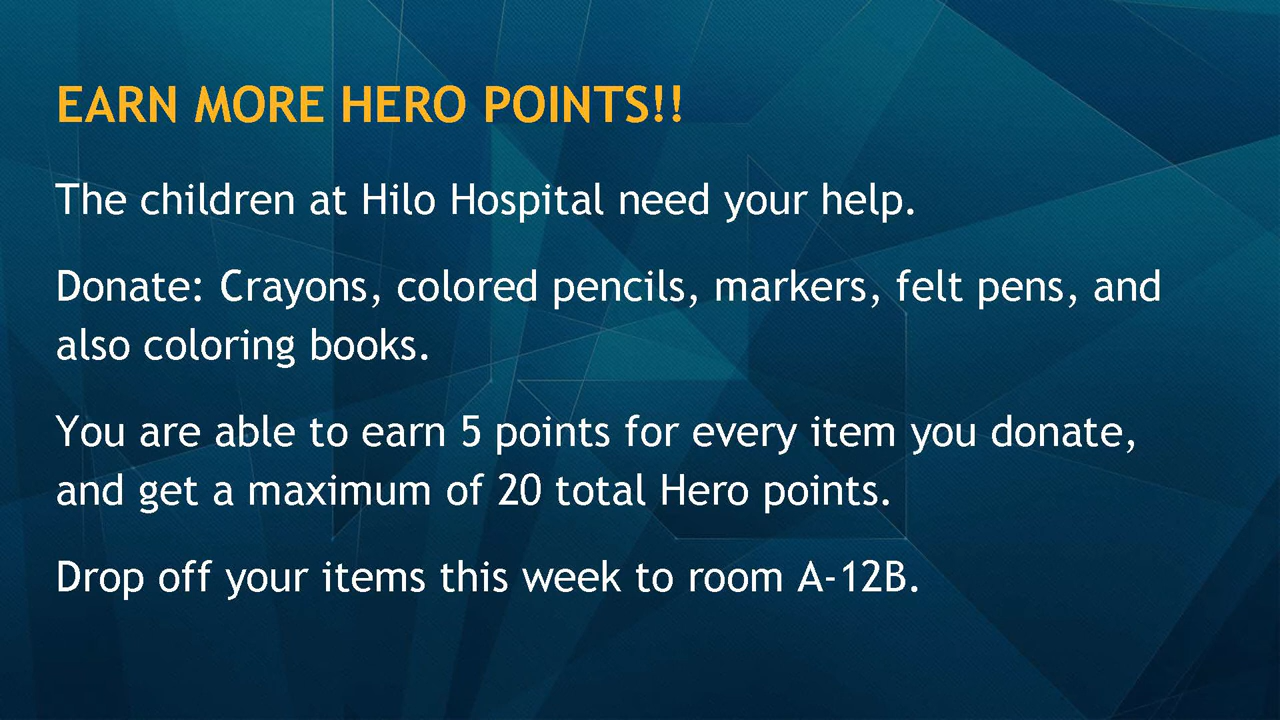 EARN MORE HERO POINTS!!
The children at Hilo Hospital need your help.
Donate: Crayons, colored pencils, markers, felt pens, and
also coloring books.
You are able to earn 5 points for every item you donate,
and get a maximum of 20 total Hero points.
Drop off your items this week to room A-12B.